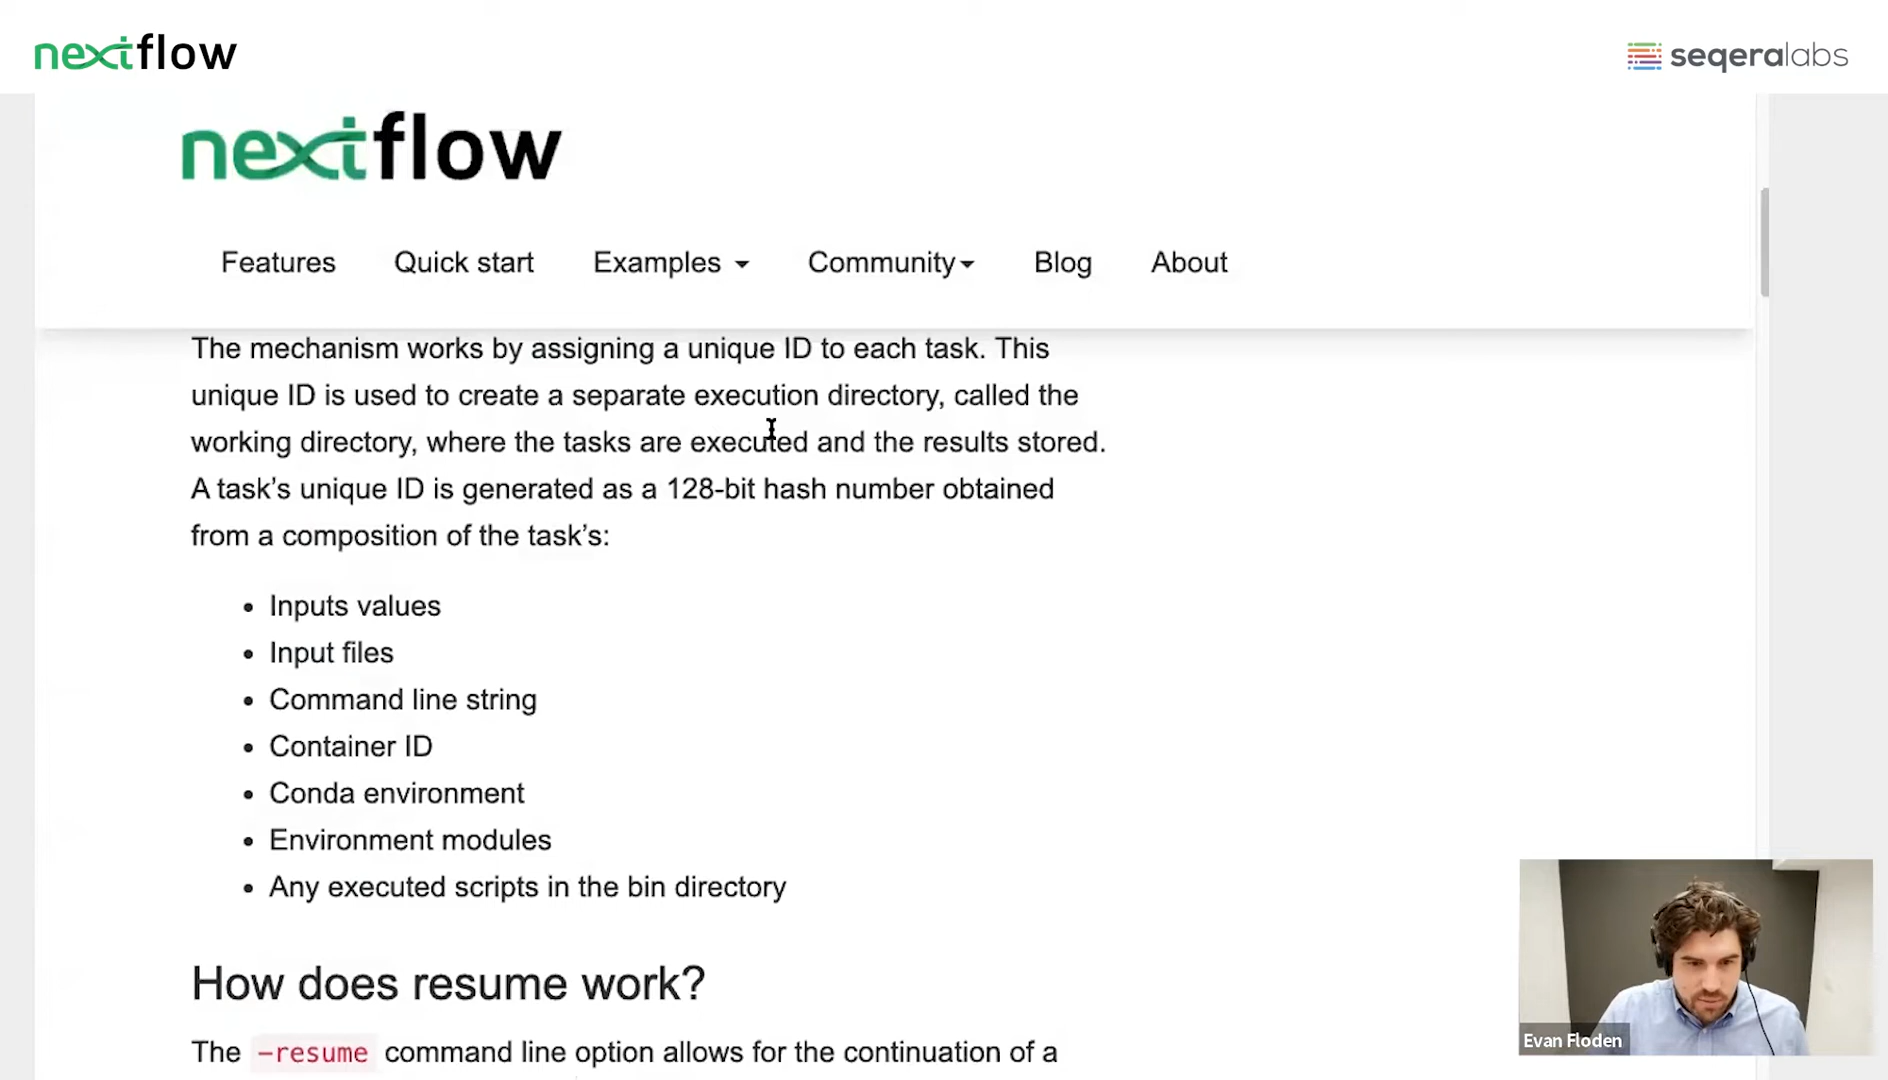 nextflow
seqeralabs
nextflow
Features Quick start Examples Community Blog About
The mechanism works by assigning a unique ID to each task. This
unique ID is used to create a separate execution directory, called the
working directory, where the tasks are executed and the results stored.
A task’s unique ID is generated as a 128-bit hash number obtained
from a composition of the task’s:
• Inputs values
• Input files
• Command line string
• Container ID
• Conda environment
• Environment modules
• Any executed scripts in the bin directory
How does resume work?
The -resume command line option allows for the continuation of a
Evan Floden